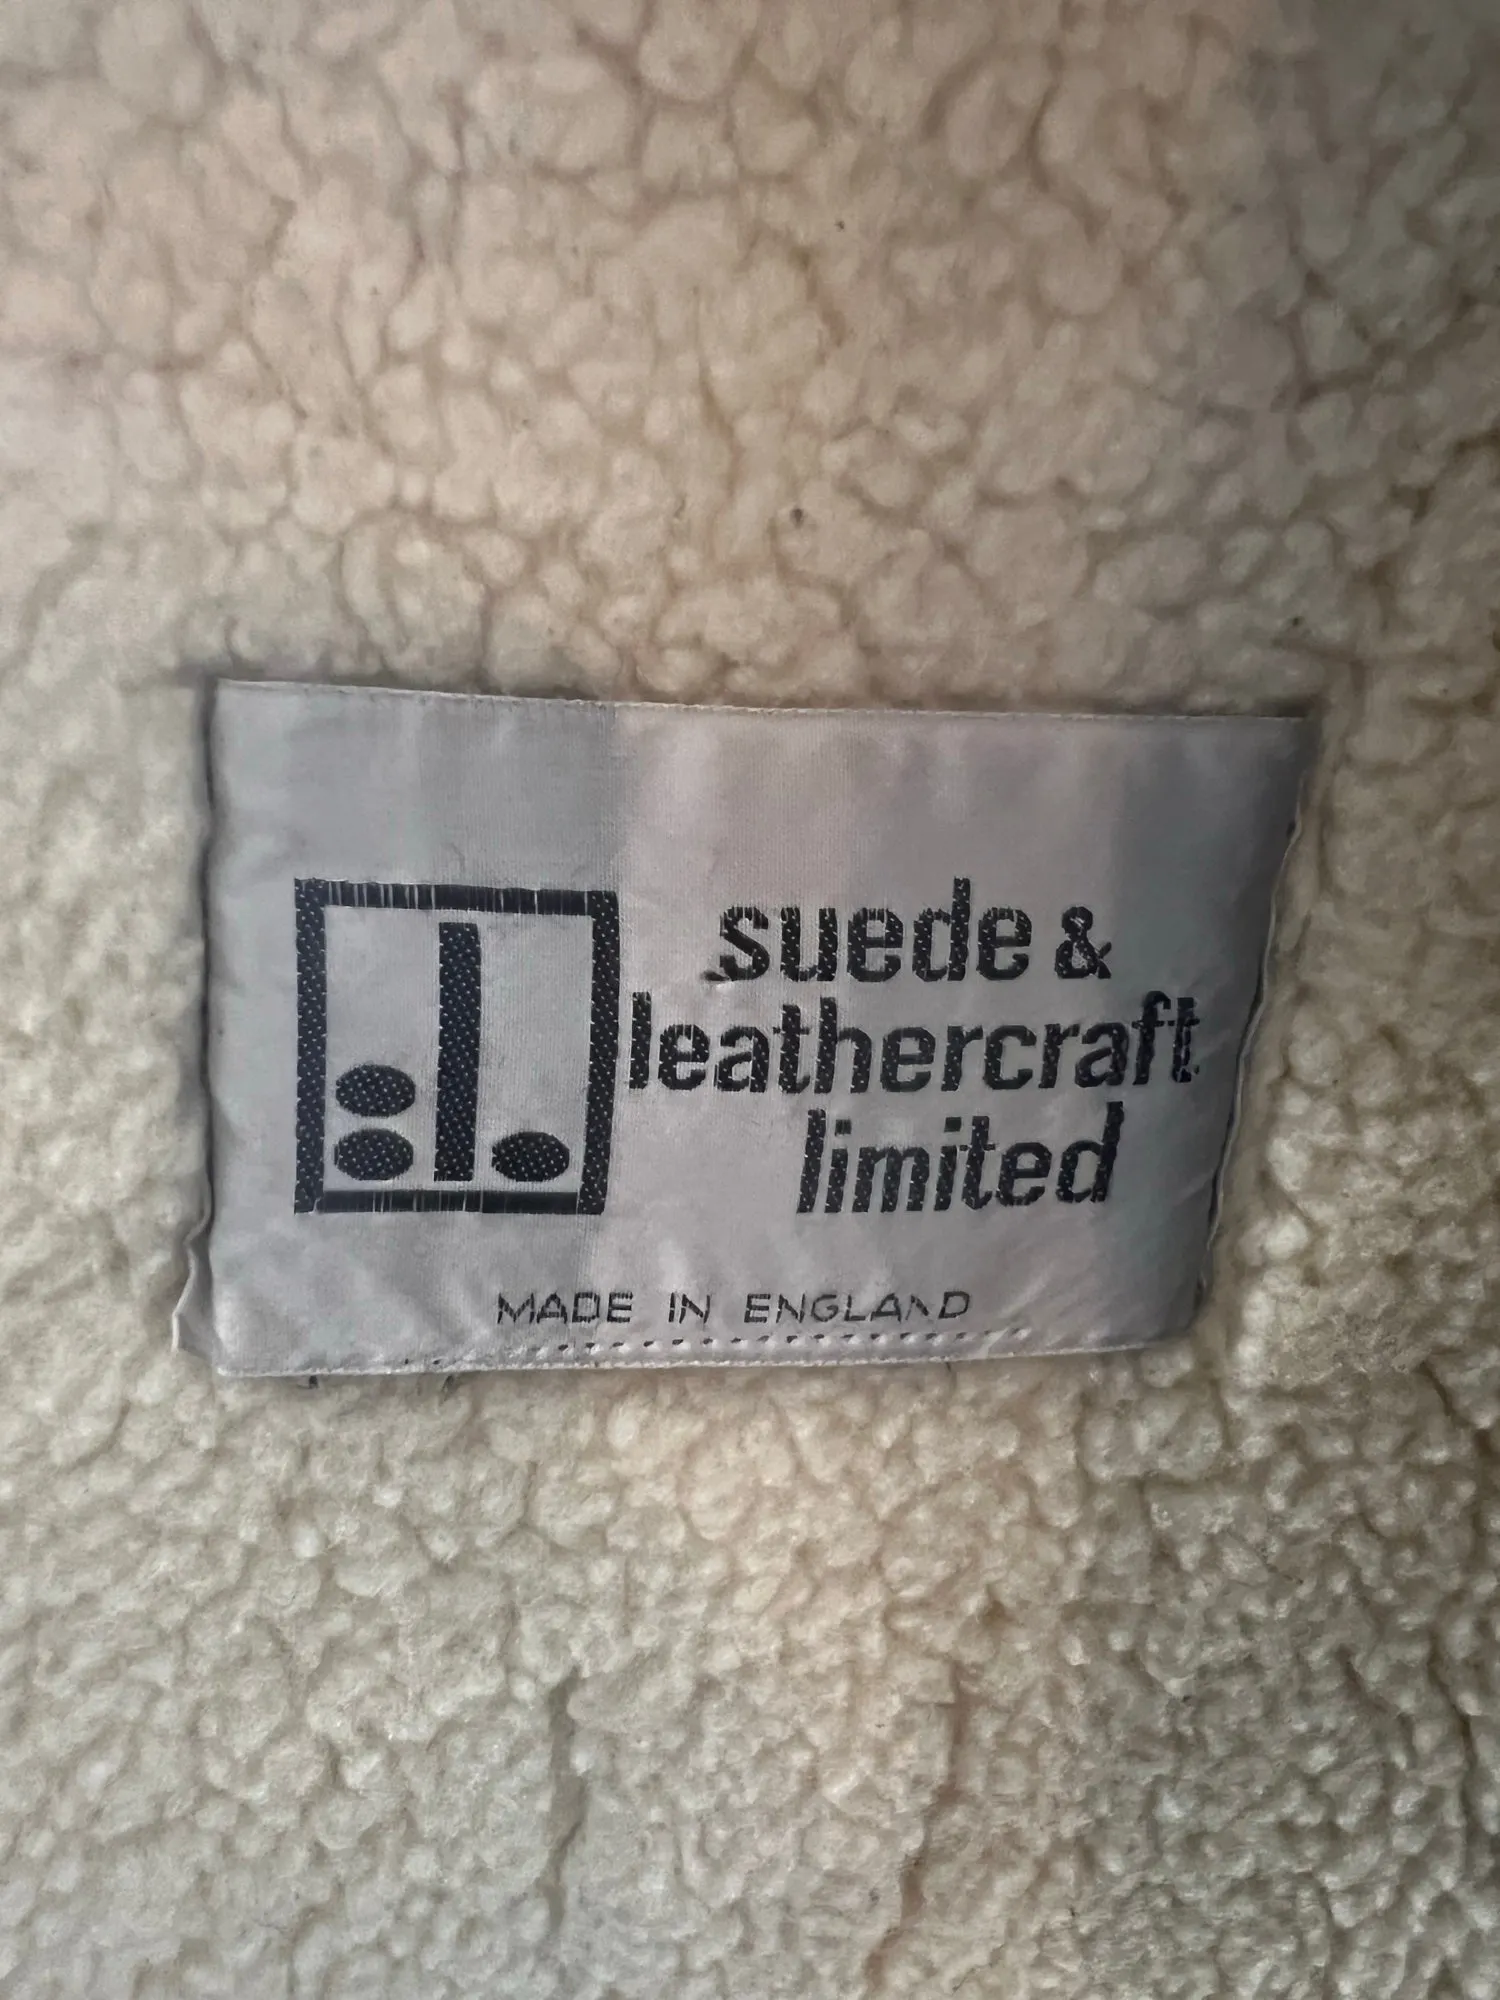 suede &
leathercraft
limited
MADE IN ENGLAND